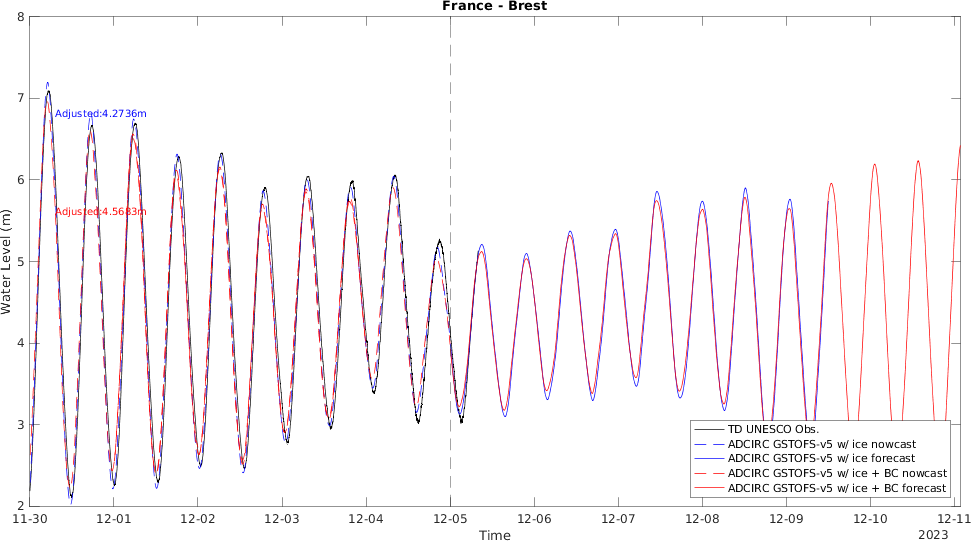 France - Brest
Water Level (m)
8
7
6
5
4
3
2
Adjusted:4.2736m
Adjusted:4.5683m
TD UNESCO Obs.
ADCIRC GSTOFS-v5 w/ ice nowcast
ADCIRC GSTOFS-v5 w/ ice forecast
ADCIRC GSTOFS-v5 w/ ice + BC nowcast
ADCIRC GSTOFS-v5 w/ ice + BC forecast
11-30 12-01 12-02 12-03 12-04 12-05 12-06 12-07 12-08 12-09 12-10 12-11
Time
2023